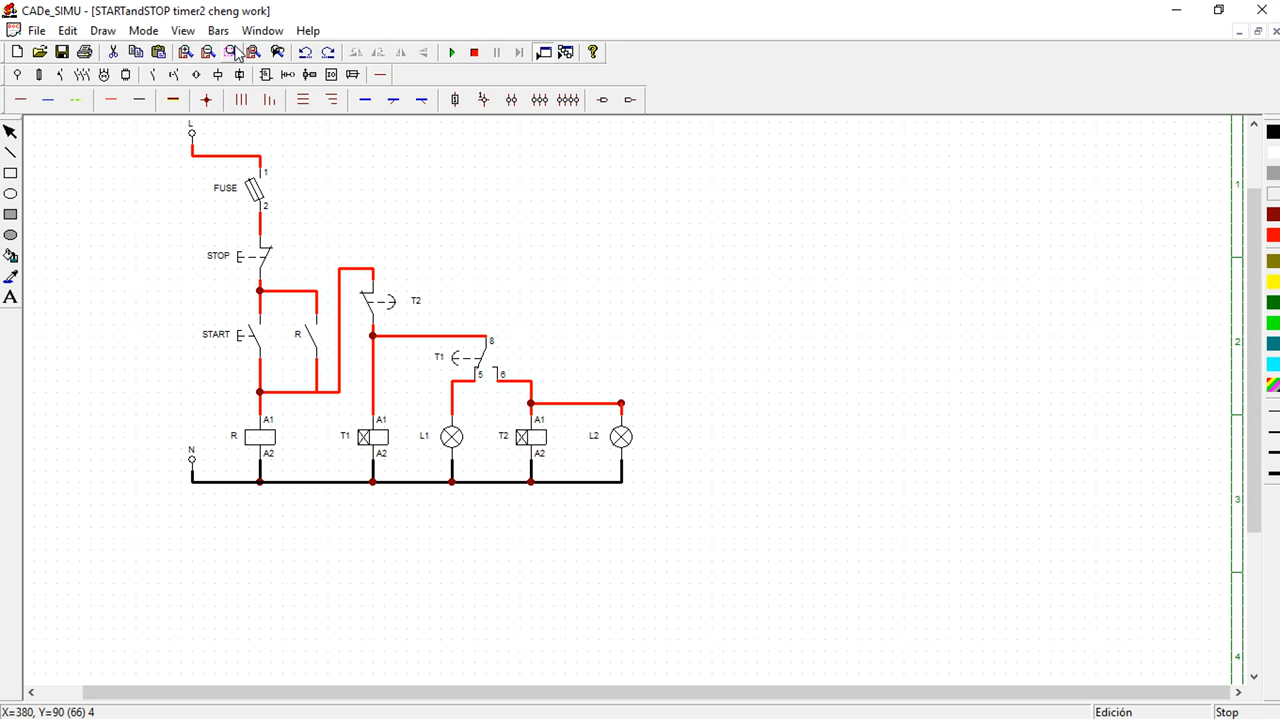 CADe_SIMU - [STARTandSTOP timer2 cheng work]
File Edit Draw Mode View Bars Window Help
L
1
FUSE
2
STOP
T2
START
R
T1
8
5
6
A1
A1
A1
R
T1
L1
T2
L2
A2
A2
A2
N
1
2
3
4
A
X=380, Y=90 (66) 4
Edición
Stop